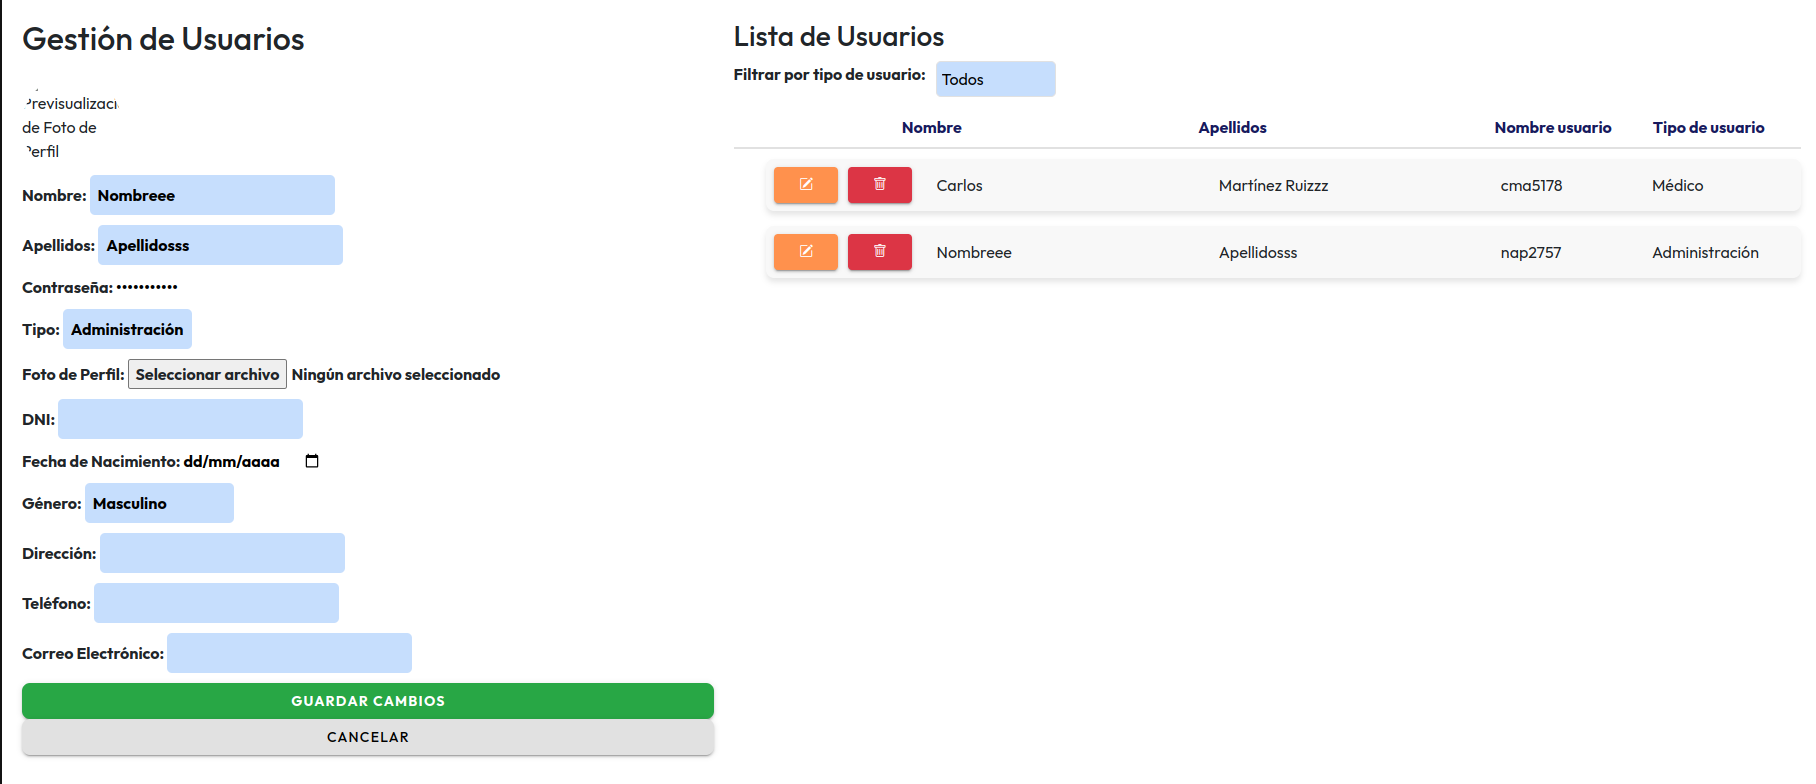 Gestión de Usuarios
Previsualizaci
de Foto de
Perfil
Nombre: Nombreee
Apellidos: Apellidosss
Contraseña: •••••••••••
Tipo: Administración
Foto de Perfil: Seleccionar archivo Ningún archivo seleccionado
DNI:
Fecha de Nacimiento: dd/mm/aaaa
Género: Masculino
Dirección:
Teléfono:
Correo Electrónico:
GUARDAR CAMBIOS
CANCELAR
Lista de Usuarios
Filtrar por tipo de usuario: Todos
Nombre Apellidos Nombre usuario Tipo de usuario
Carlos Martínez Ruizzz cma5178 Médico
Nombreee Apellidosss nap2757 Administración